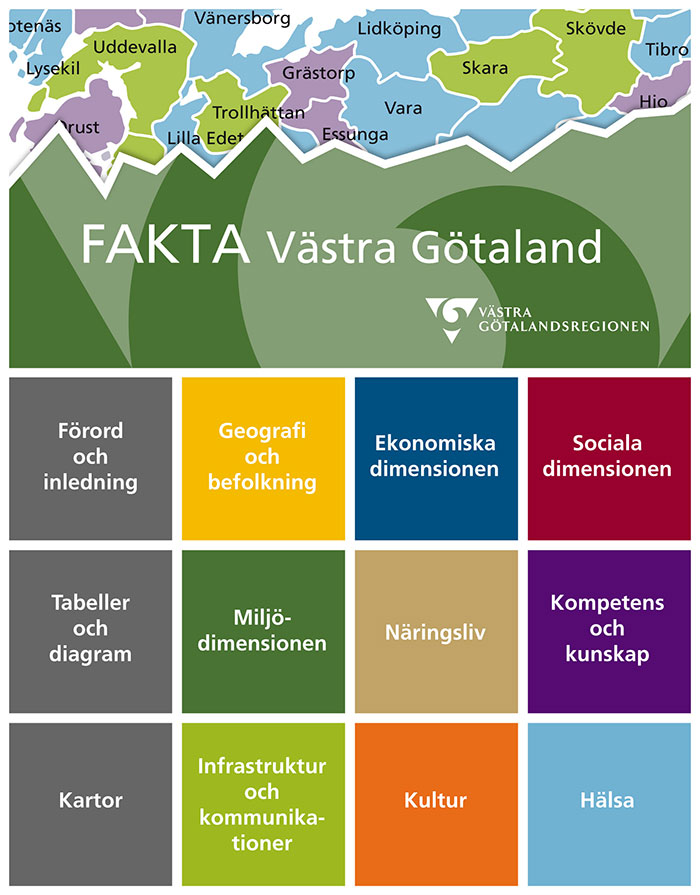 Vänersborg
Lidköping
Skövde
otenäs
Uddevalla
Tibro
Lysekil
Grästorp
Skara
Hjo
Trollhättan
Vara
Orust
Lilla Edet
Essunga
FAKTA Västra Götaland
VÄSTRA
GÖTALANDSREGIONEN
Förord
och
inledning
Geografi
och
befolkning
Ekonomiska
dimensionen
Sociala
dimensionen
Tabeller
och
diagram
Miljö-
dimensionen
Näringsliv
Kompetens
och
kunskap
Kartor
Infrastruktur
och
kommunika-
tioner
Kultur
Hälsa